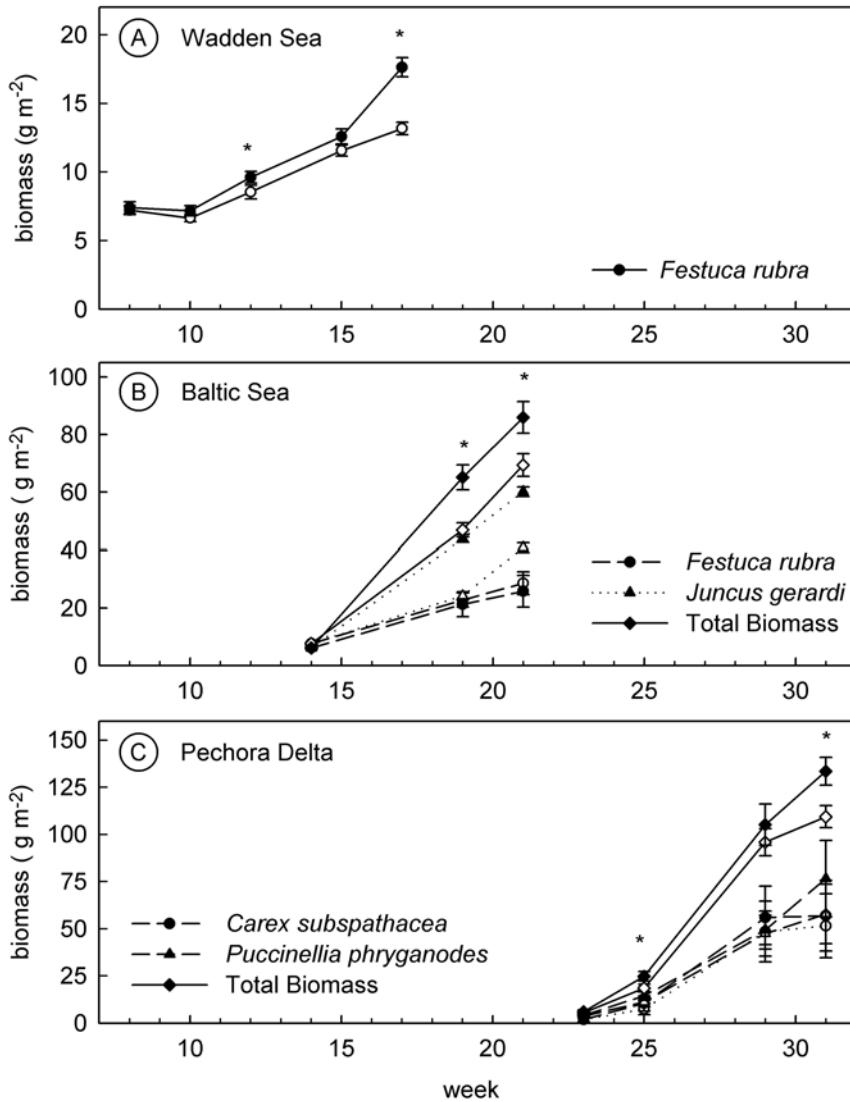 A Wadden Sea
*
*
20
15
10
5
0
biomass (g m-2)
Festuca rubra
10 15 20 25 30
B Baltic Sea
*
*
100
80
60
40
20
0
biomass ( g m-2)
Festuca rubra
Juncus gerardi
Total Biomass
10 15 20 25 30
C Pechora Delta
*
*
150
125
100
75
50
25
0
biomass ( g m-2)
Carex subspathacea
Puccinellia phryganodes
Total Biomass
10 15 20 25 30
week